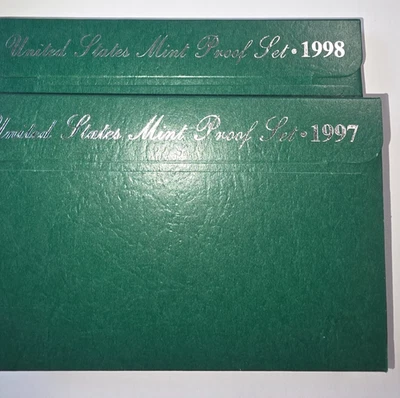 United States Mint Proof Set • 1998
United States Mint Proof Set • 1997